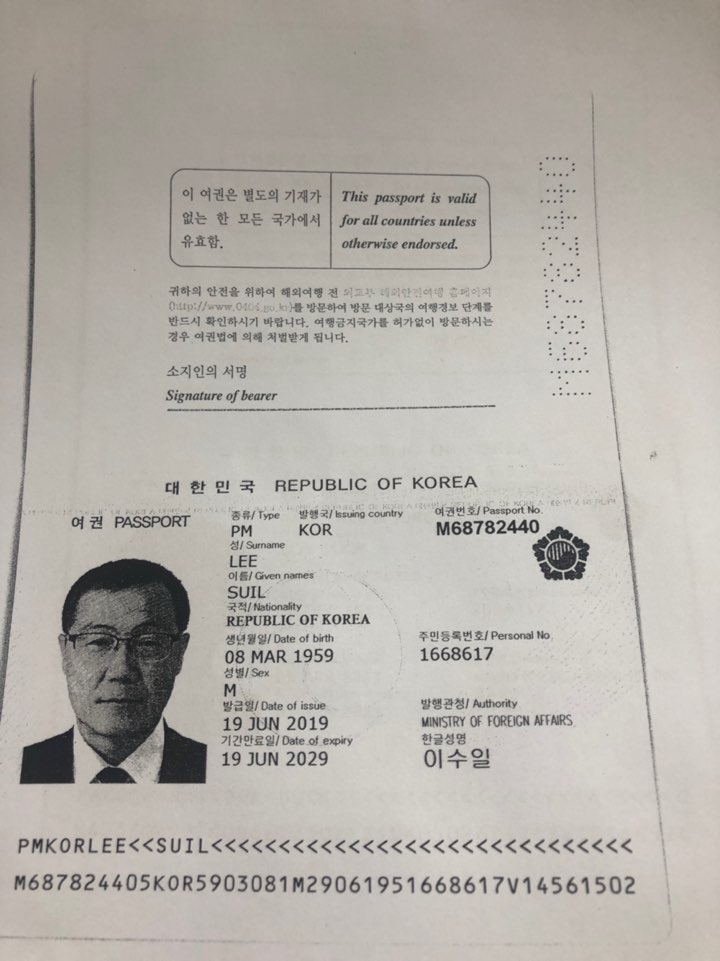 이 여권은 별도의 기재가
없는 한 모든 국가에서
유효함.
This passport is valid
for all countries unless
otherwise endorsed.
귀하의 안전을 위하여 해외여행 전 외교부 해외안전여행 홈페이지
(http://www.0404.go.kr)를 방문하여 방문 대상국의 여행경보 단계를
반드시 확인하시기 바랍니다. 여행금지국가를 허가없이 방문하시는
경우 여권법에 의해 처벌받게 됩니다.
소지인의 서명
Signature of bearer
대한민국 REPUBLIC OF KOREA
여권 PASSPORT
종류/ Type 발행국/ Issuing country 여권번호/ Passport No.
PM KOR M68782440
성/ Surname
LEE
이름/ Given names
SUIL
국적/ Nationality
REPUBLIC OF KOREA
생년월일/ Date of birth 주민등록번호/ Personal No.
08 MAR 1959 1668617
성별/ Sex
M
발급일/ Date of issue 발행관청/ Authority
19 JUN 2019 MINISTRY OF FOREIGN AFFAIRS
기간만료일/ Date of expiry 한글성명
19 JUN 2029 이수일
PMKORLEE<<SUIL<<<<<<<<<<<<<<<<<<<<<<<<<<<<<<
M687824405KOR5903081M29061951668617V14561502